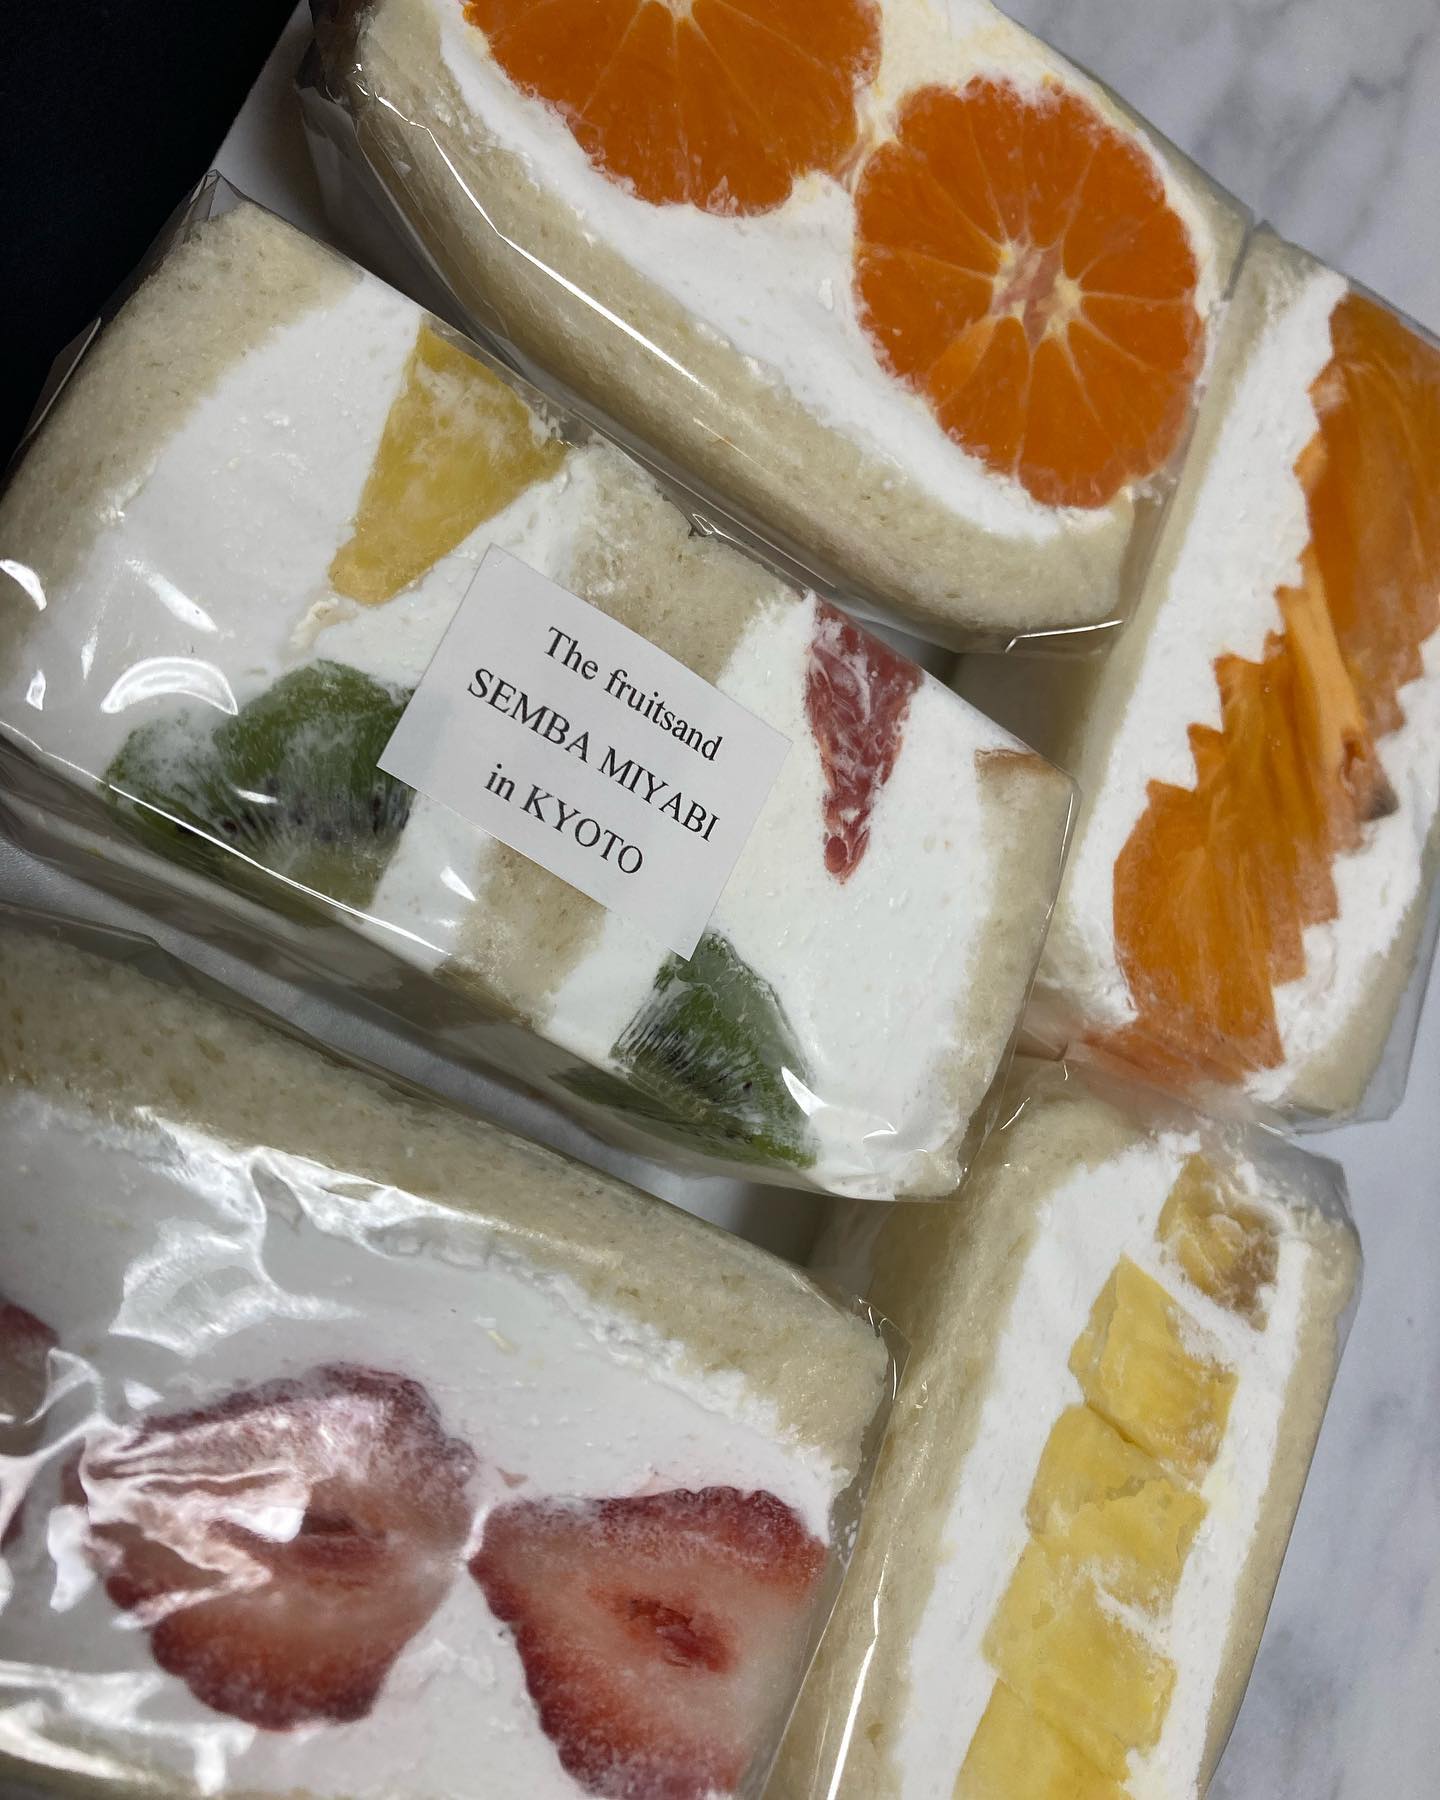 The fruitsand
SEMBA MIYABI
in KYOTO